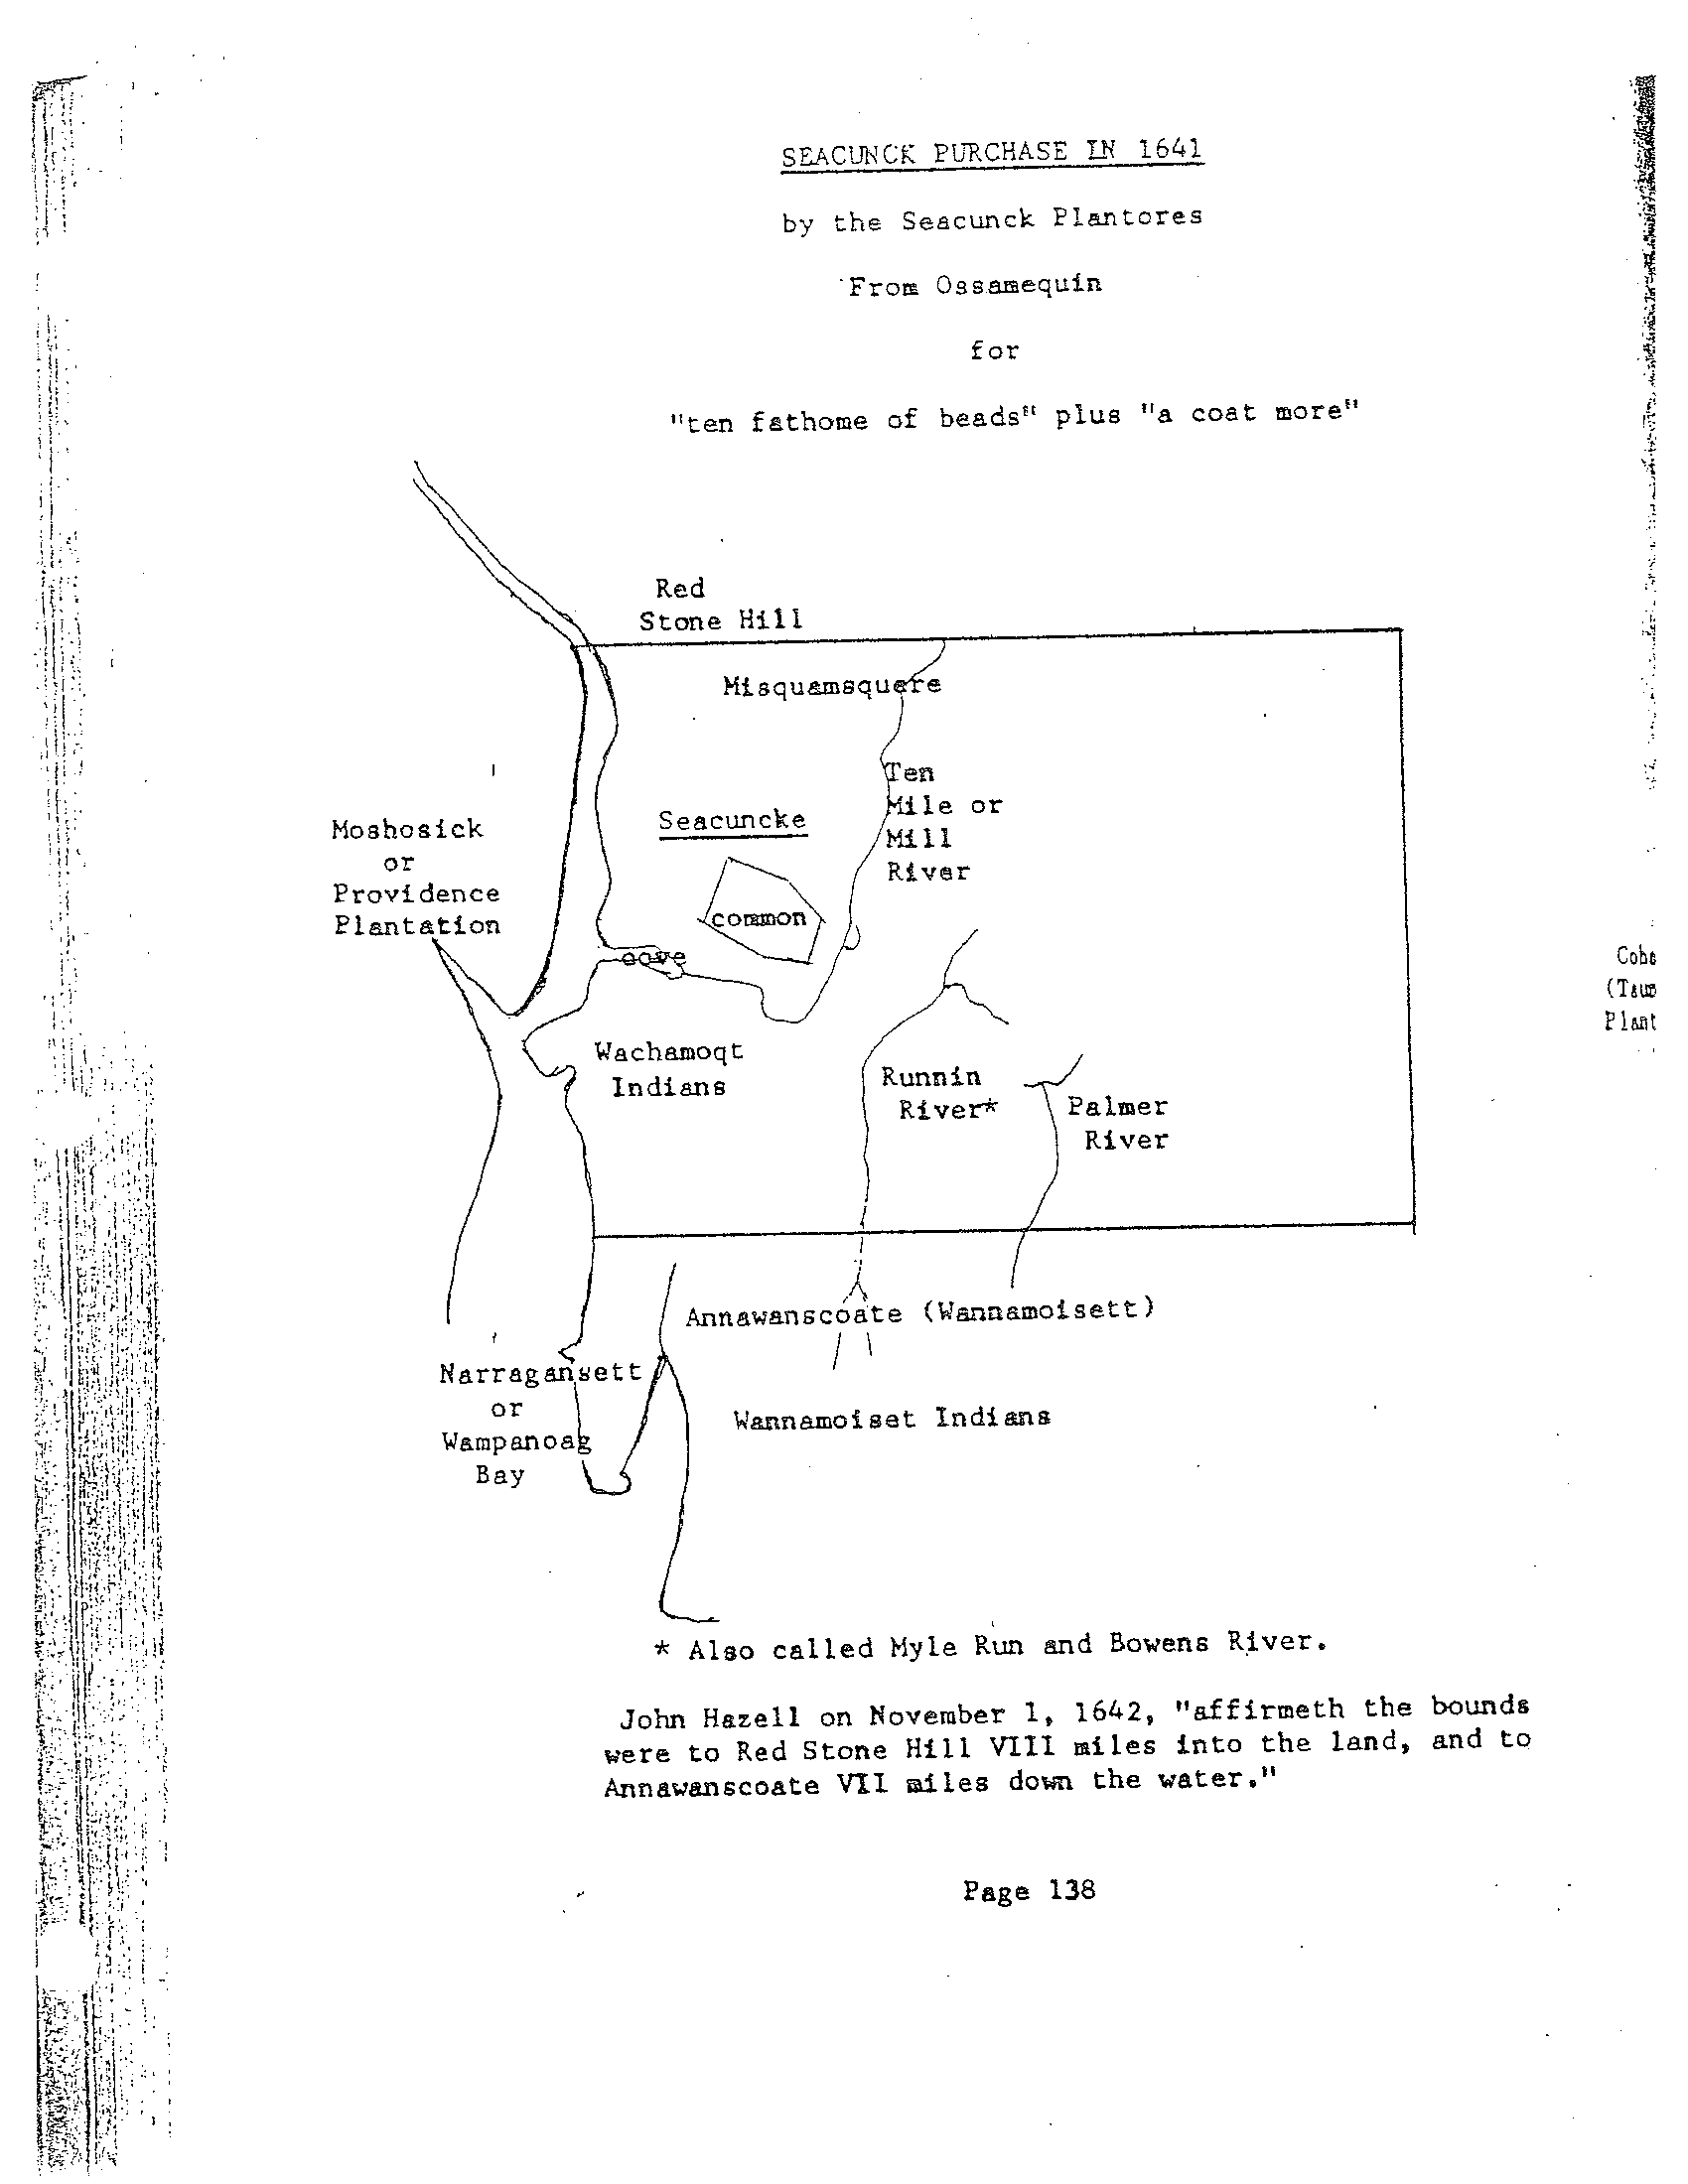 SEACUNCK PURCHASE IN 1641
by the Seacunck Plantores
From Ossamequin
for
"ten fathome of beads" plus "a coat more"
Red
Stone Hill
Misquamsquere
Ten
Mile or
Mill
River
Seacuncke
common
cove
Moshosick
or
Providence
Plantation
Wachamoqt
Indians
Runnin
River*
Palmer
River
Annawanscoate (Wannamoisett)
Narragansett
or
Wampanoag
Bay
Wannamoiset Indians
* Also called Myle Run and Bowens River.
John Hazell on November 1, 1642, "affirmeth the bounds
were to Red Stone Hill VIII miles into the land, and to
Annawanscoate VII miles down the water."
Page 138
Plant